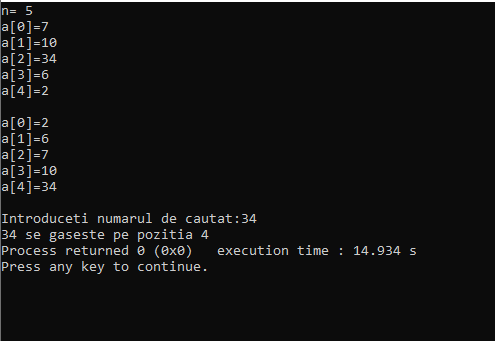 n= 5
a[0]=7
a[1]=10
a[2]=34
a[3]=6
a[4]=2
a[0]=2
a[1]=6
a[2]=7
a[3]=10
a[4]=34
Introduceti numarul de cautat:34
34 se gaseste pe pozitia 4
Process returned 0 (0x0)   execution time : 14.934 s
Press any key to continue.